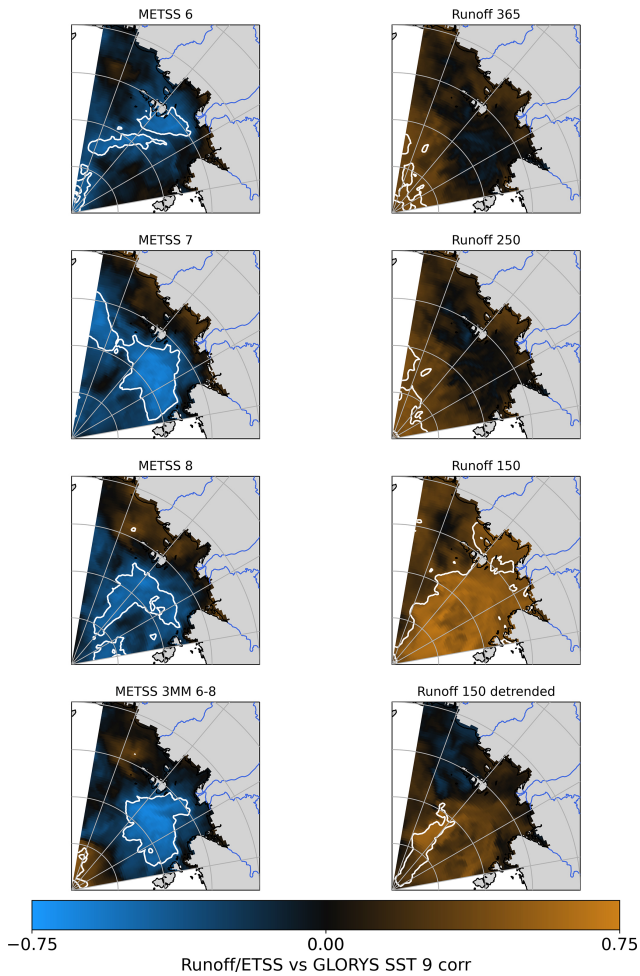 METSS 6
Runoff 365
METSS 7
Runoff 250
METSS 8
Runoff 150
METSS 3MM 6-8
Runoff 150 detrended
−0.75
0.00
0.75
Runoff/ETSS vs GLORYS SST 9 corr